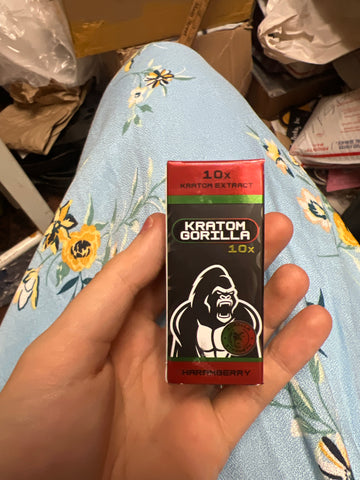 10x
KRATOM EXTRACT
KRATOM
GORILLA
10x
HARAMBERRY